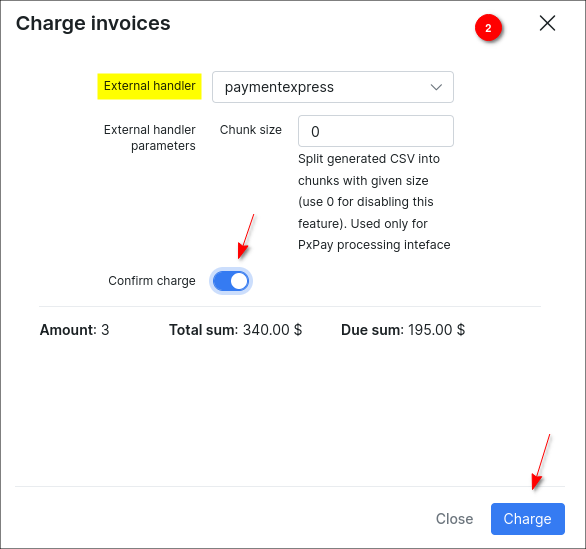 Charge invoices
2
External handler
paymentexpress
External handler
parameters
Chunk size
0
Split generated CSV into
chunks with given size
(use 0 for disabling this
feature). Used only for
PxPay processing inteface
Confirm charge
Amount: 3 Total sum: 340.00 $ Due sum: 195.00 $
Close Charge